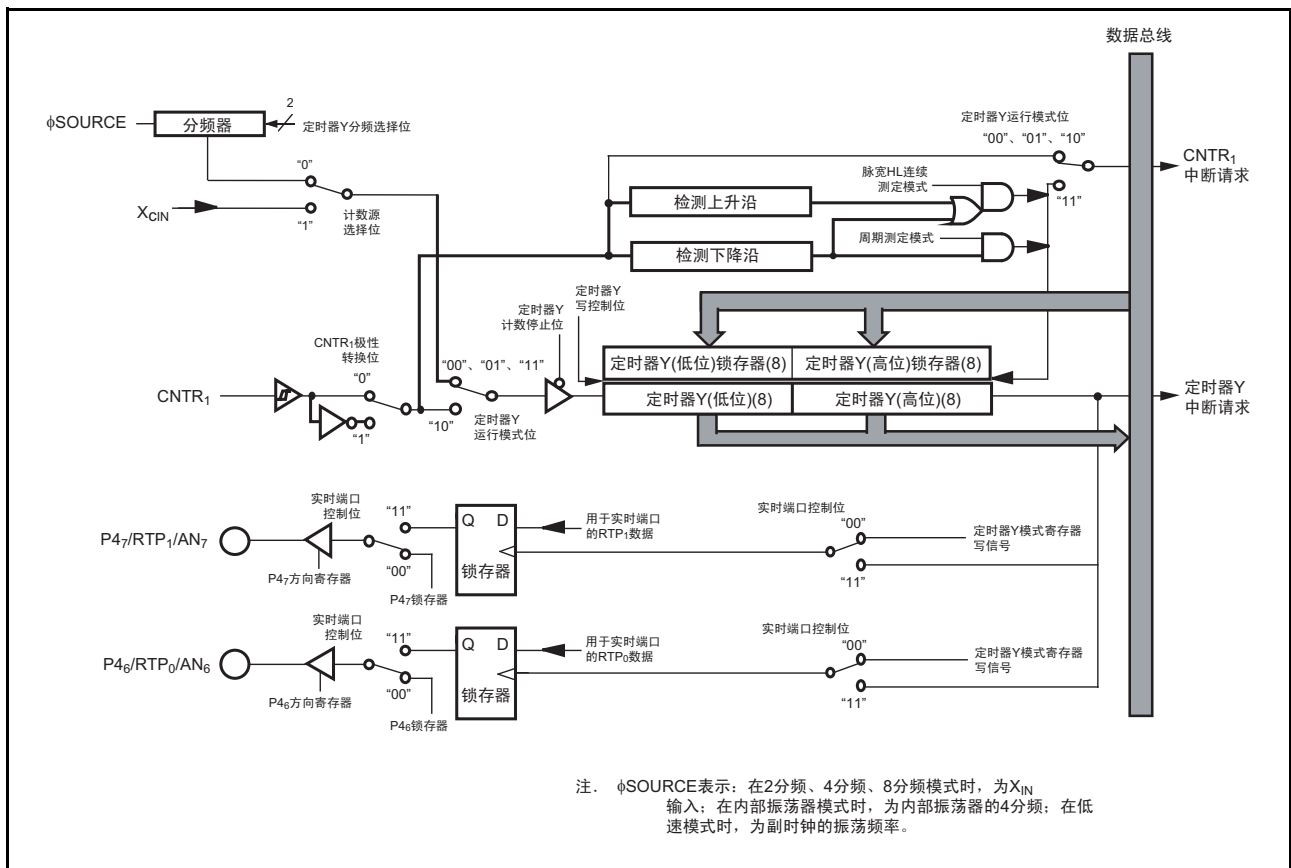 数据总线
2
ϕSOURCE
分频器
定时器Y分频选择位
定时器Y运行模式位
“00”、“01”、“10”
“0”
CNTR1
中断请求
脉宽HL连续
测定模式
XCIN
“1”
计数源
选择位
检测上升沿
“11”
周期测定模式
检测下降沿
定时器Y
写控制位
定时器Y
计数停止位
CNTR1极性
转换位
“0”
“00”、“01”、“11”
定时器Y(低位)锁存器(8)
定时器Y(高位)锁存器(8)
CNTR1
定时器Y(低位)(8)
定时器Y(高位)(8)
定时器Y
中断请求
“1”
“10”
定时器Y
运行模式位
实时端口
控制位
“11”
Q D
用于实时端口
的RTP1数据
实时端口控制位
“00”
定时器Y模式寄存器
写信号
P47/RTP1/AN7
锁存器
“00”
“11”
P47方向寄存器
P47锁存器
实时端口
控制位
“11”
Q D
用于实时端口
的RTP0数据
实时端口控制位
“00”
定时器Y模式寄存器
写信号
P46/RTP0/AN6
锁存器
“00”
“11”
P46方向寄存器
P46锁存器
注． ϕSOURCE表示：在2分频、4分频、8分频模式时，为XIN
输入；在内部振荡器模式时，为内部振荡器的4分频；在低
速模式时，为副时钟的振荡频率。